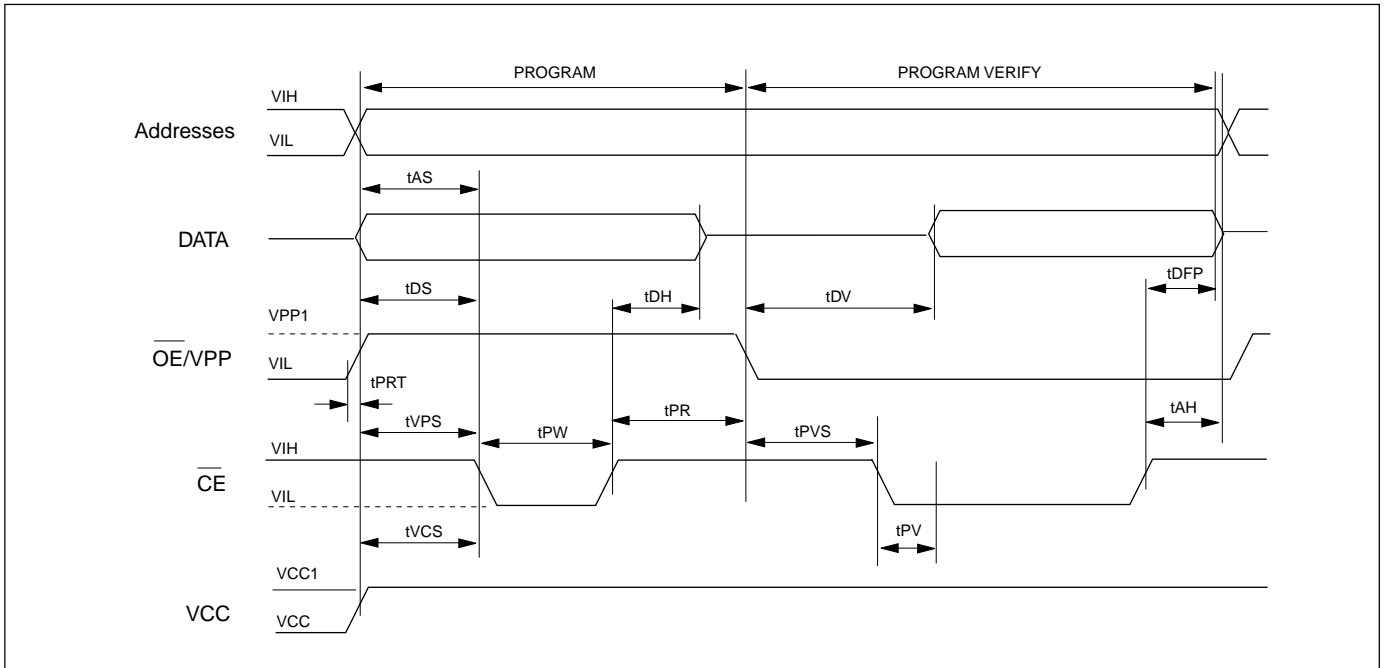 PROGRAM
PROGRAM VERIFY
Addresses
VIH
VIL
tAS
DATA
tDS
tDH
tDV
tDFP
OE/VPP
VPP1
VIL
tPRT
tVPS
tPW
tPR
tPVS
tAH
CE
VIH
VIL
tVCS
tPV
VCC
VCC1
VCC